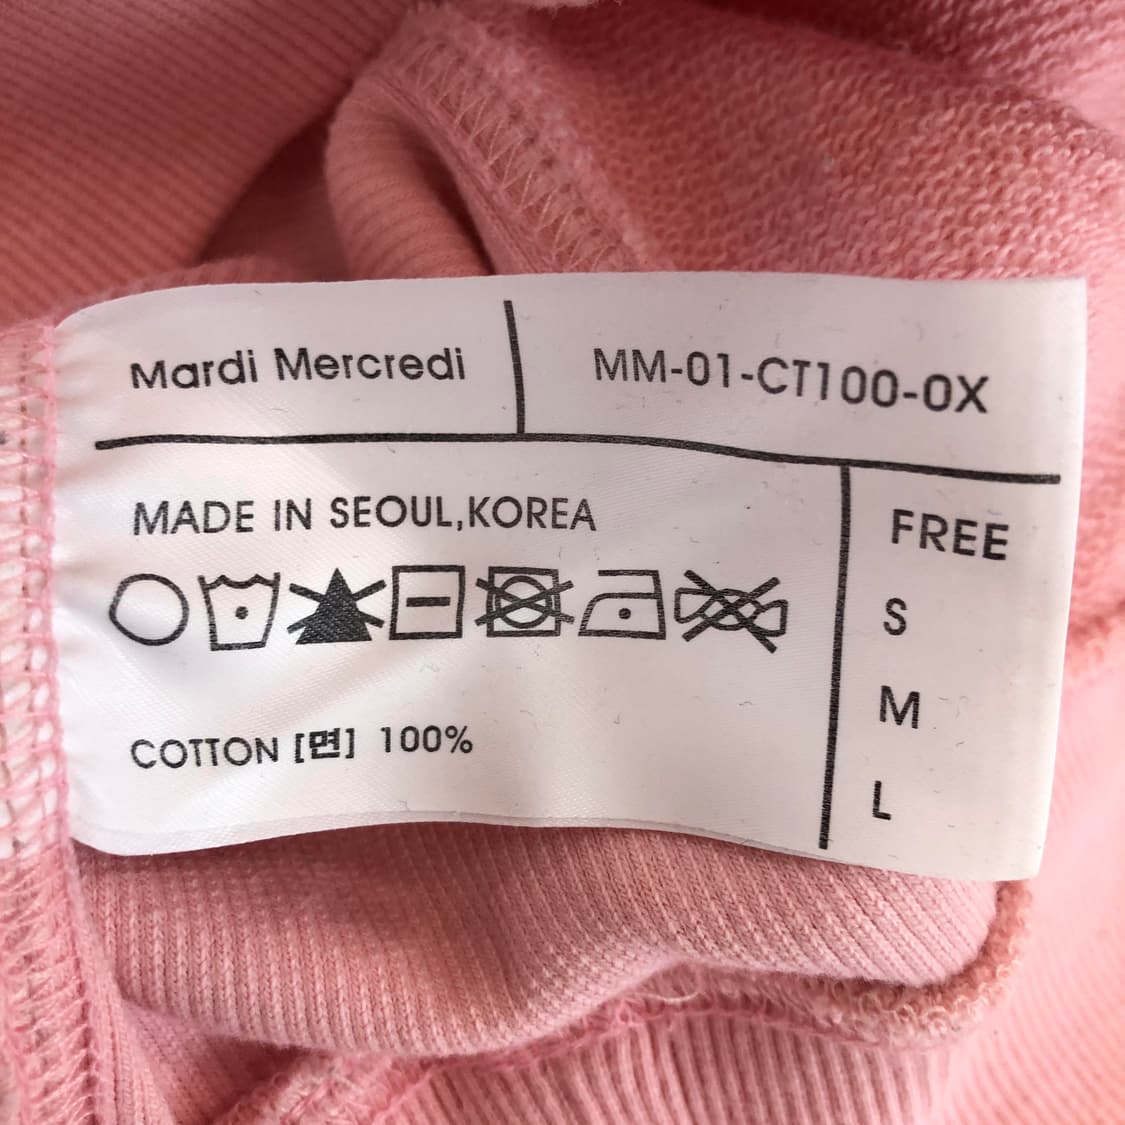 Mardi Mercredi
MM-01-CT100-0X
MADE IN SEOUL,KOREA
COTTON [면] 100%
FREE
S
M
L